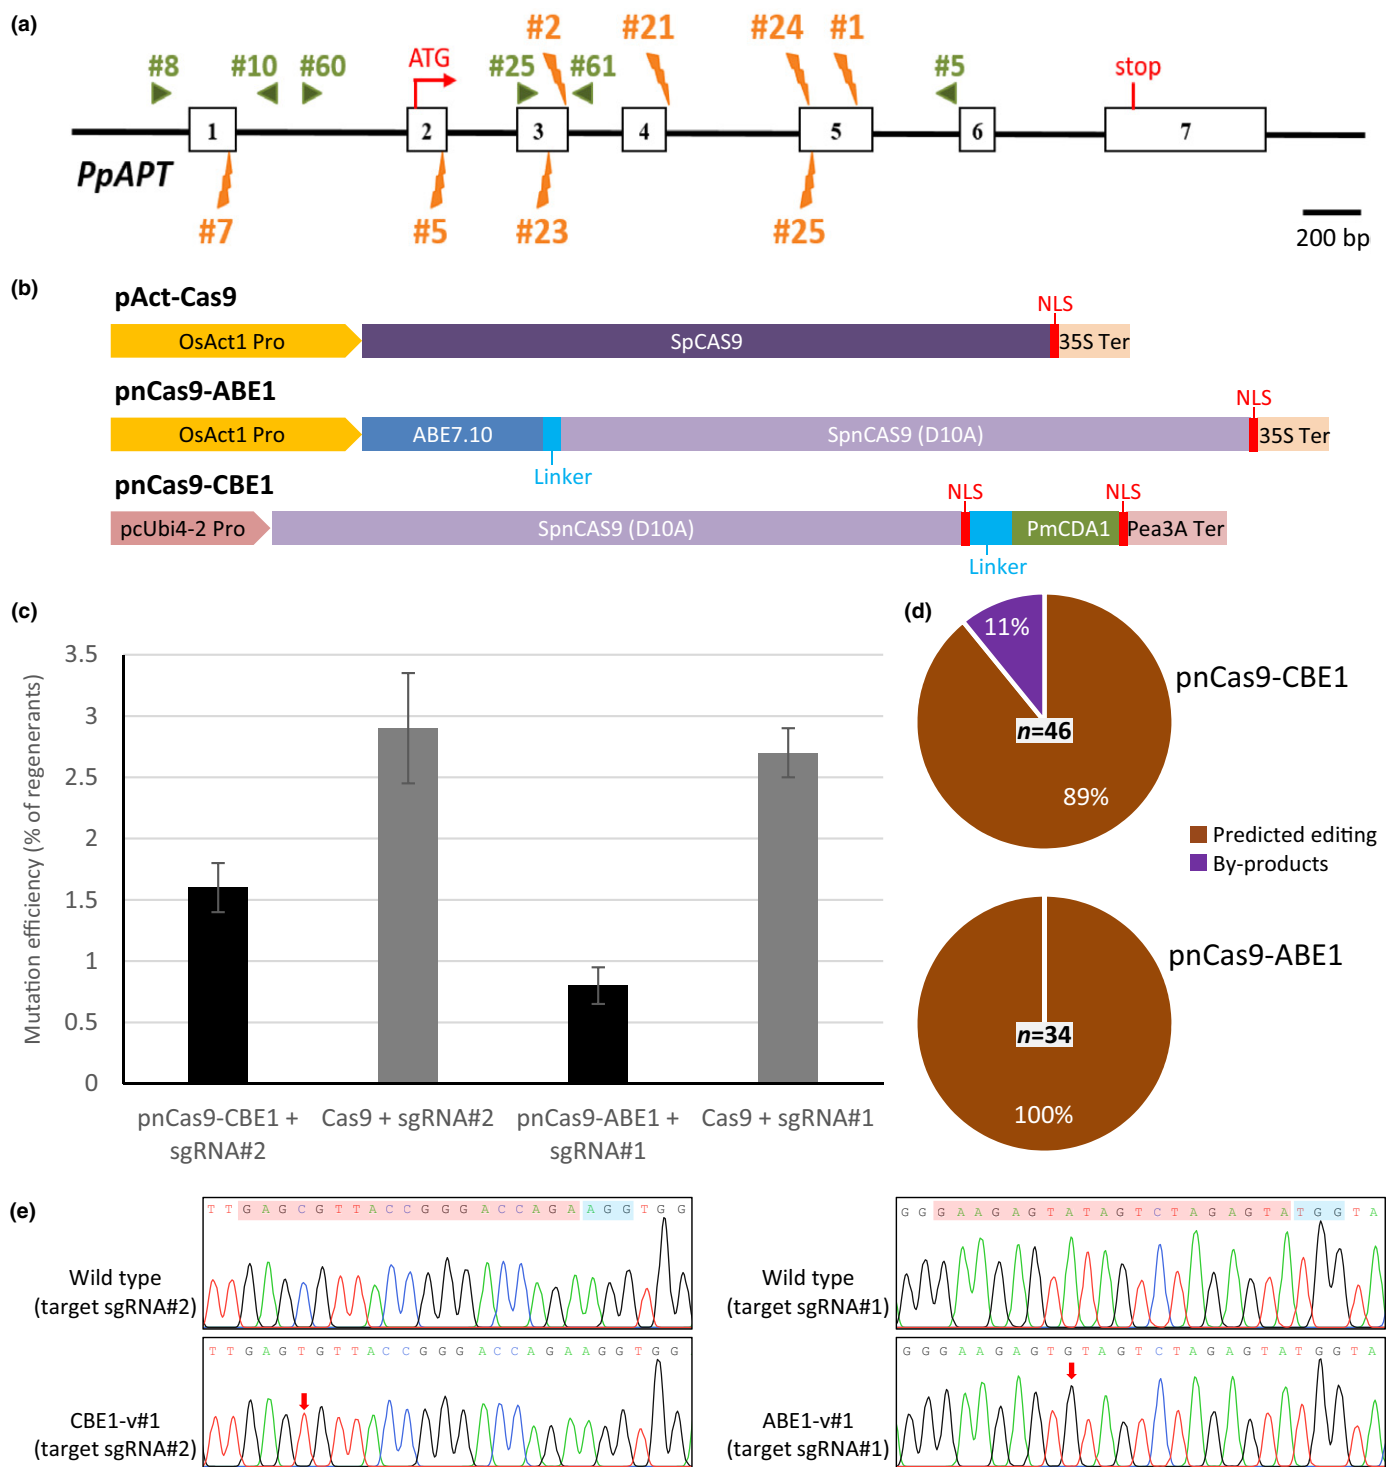 (a)
#2 #21 #24 #1
#8 #10 #60 ATG #25 #61 #5 stop
1 2 3 4 5 6 7
PpAPT
#7 #5 #23 #25
200 bp
(b)
pAct-Cas9
NLS
OsAct1 Pro SpCAS9 35S Ter
pnCas9-ABE1
NLS
OsAct1 Pro ABE7.10 SpnCAS9 (D10A) 35S Ter
Linker
pnCas9-CBE1
NLS NLS
pcUbi4-2 Pro SpnCAS9 (D10A) PmCDA1 Pea3A Ter
Linker
(c)
Mutation efficiency (% of regenerants)
3.5
3
2.5
2
1.5
1
0.5
0
pnCas9-CBE1 + sgRNA#2
Cas9 + sgRNA#2
pnCas9-ABE1 + sgRNA#1
Cas9 + sgRNA#1
(d)
11%
pnCas9-CBE1
n=46
89%
Predicted editing
By-products
pnCas9-ABE1
n=34
100%
(e)
T T G A G C G T T A C C G G G A C C A G A A G G T G G
Wild type
(target sgRNA#2)
T T G A G T G T T A C C G G G A C C A G A A G G T G G
CBE1-v#1
(target sgRNA#2)
G G G A A G A G T A T A G T C T A G A G T A T G G T A
Wild type
(target sgRNA#1)
G G G A A G A G T G T A G T C T A G A G T A T G G T A
ABE1-v#1
(target sgRNA#1)